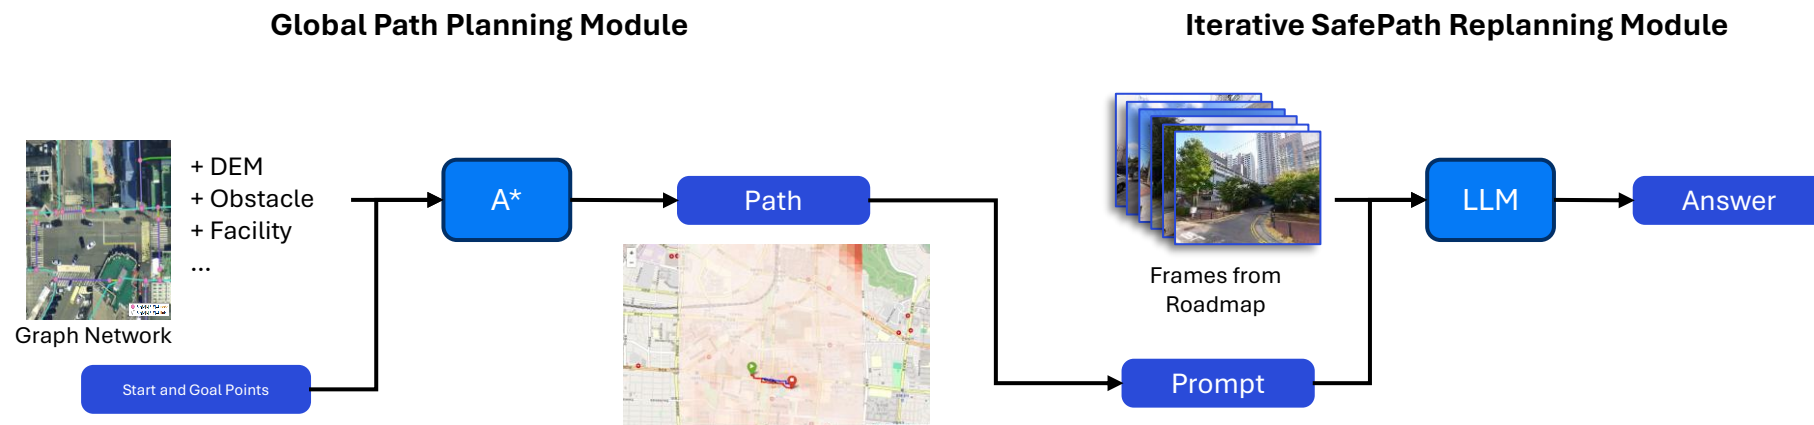 Global Path Planning Module
Iterative SafePath Replanning Module
+ DEM
+ Obstacle
+ Facility
...
Graph Network
Start and Goal Points
A*
Path
Frames from
Roadmap
Prompt
LLM
Answer